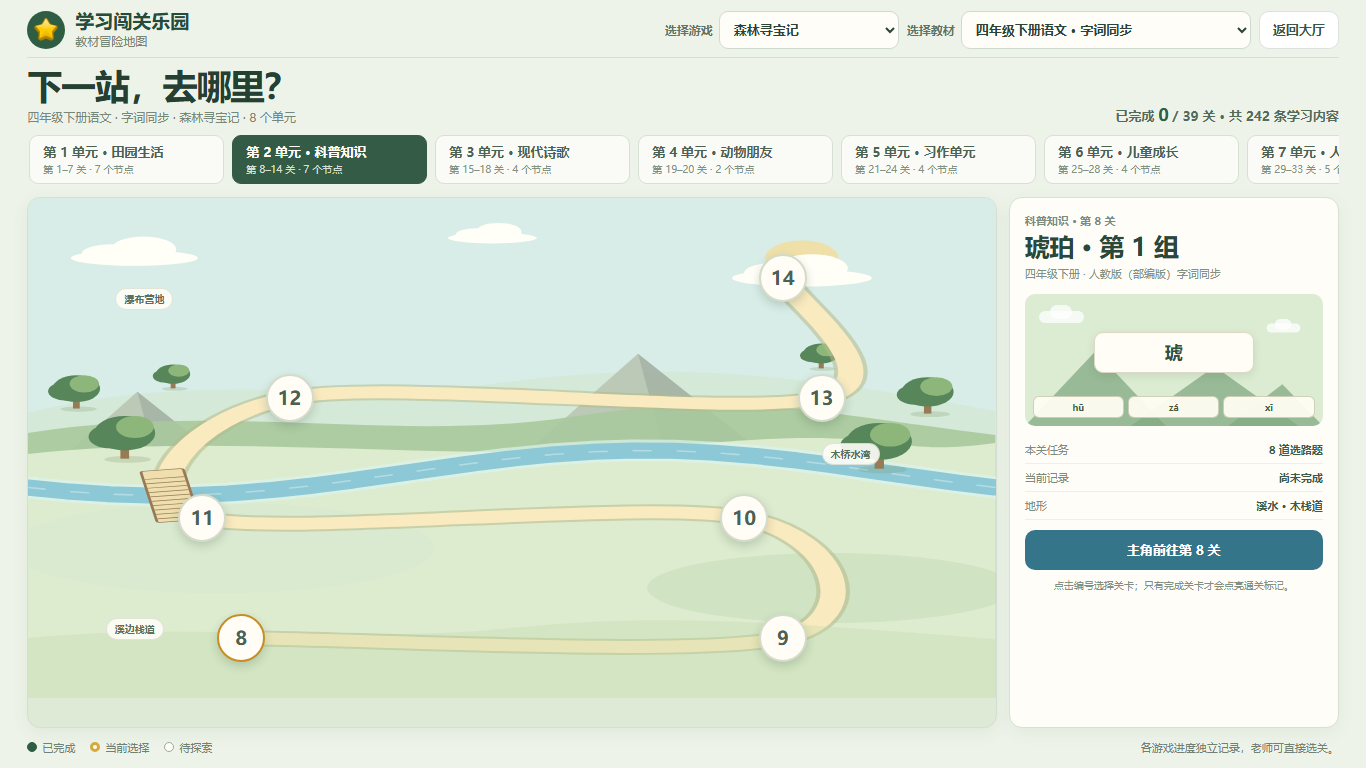 学习闯关乐园
教材冒险地图
选择游戏
森林寻宝记
选择教材
四年级下册语文 • 字词同步
返回大厅
下一站，去哪里？
四年级下册语文 · 字词同步 · 森林寻宝记 · 8 个单元
已完成 0 / 39 关 • 共 242 条学习内容
第 1 单元 • 田园生活
第 1–7 关 · 7 个节点
第 2 单元 • 科普知识
第 8–14 关 · 7 个节点
第 3 单元 • 现代诗歌
第 15–18 关 · 4 个节点
第 4 单元 • 动物朋友
第 19–20 关 · 2 个节点
第 5 单元 • 习作单元
第 21–24 关 · 4 个节点
第 6 单元 • 儿童成长
第 25–28 关 · 4 个节点
第 7 单元 • 人
第 29–33 关 · 5
14
瀑布营地
12
13
木桥水湾
11
10
溪边栈道
8
9
科普知识 • 第 8 关
琥珀 • 第 1 组
四年级下册 · 人教版（部编版）字词同步
琥
hū
zá
xī
本关任务
8 道选路题
当前记录
尚未完成
地形
溪水 • 木栈道
主角前往第 8 关
点击编号选择关卡；只有完成关卡才会点亮通关标记。
已完成
当前选择
待探索
各游戏进度独立记录，老师可直接选关。